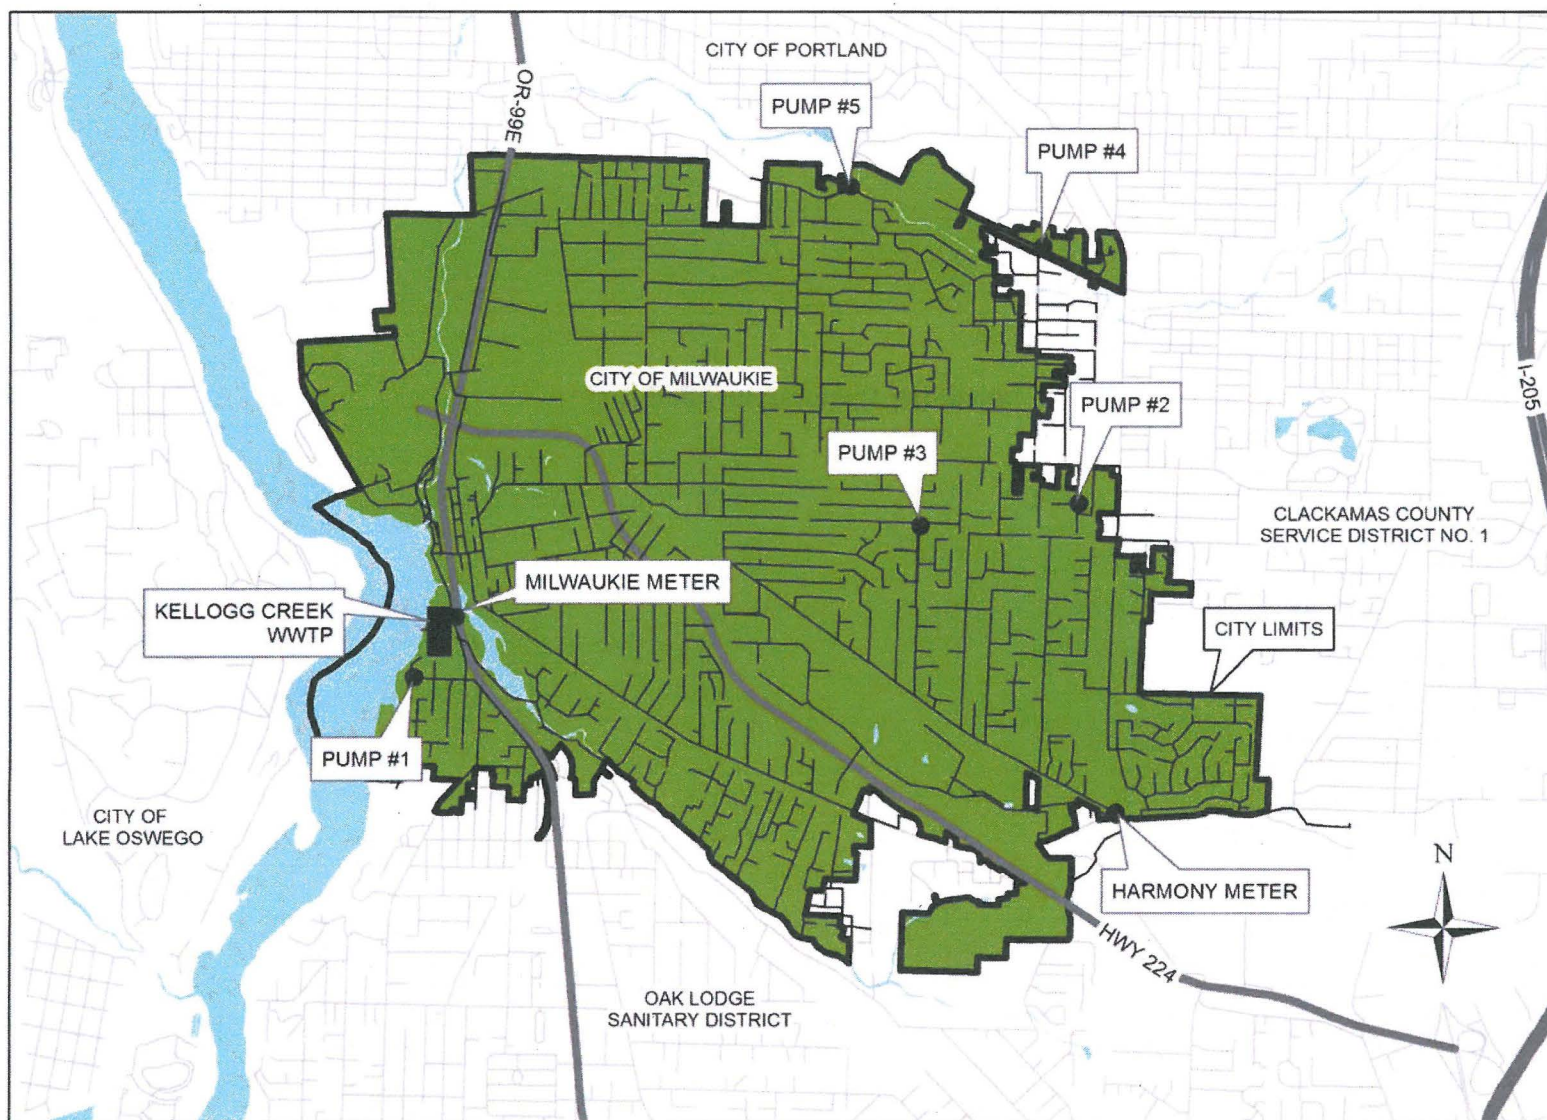 CITY OF PORTLAND
PUMP #5
OR-99E
PUMP #4
I-205
CITY OF MILWAUKIE
PUMP #2
PUMP #3
CLACKAMAS COUNTY
SERVICE DISTRICT NO. 1
MILWAUKIE METER
KELLOGG CREEK
WWTP
CITY LIMITS
PUMP #1
CITY OF
LAKE OSWEGO
N
HARMONY METER
HWY 224
OAK LODGE
SANITARY DISTRICT